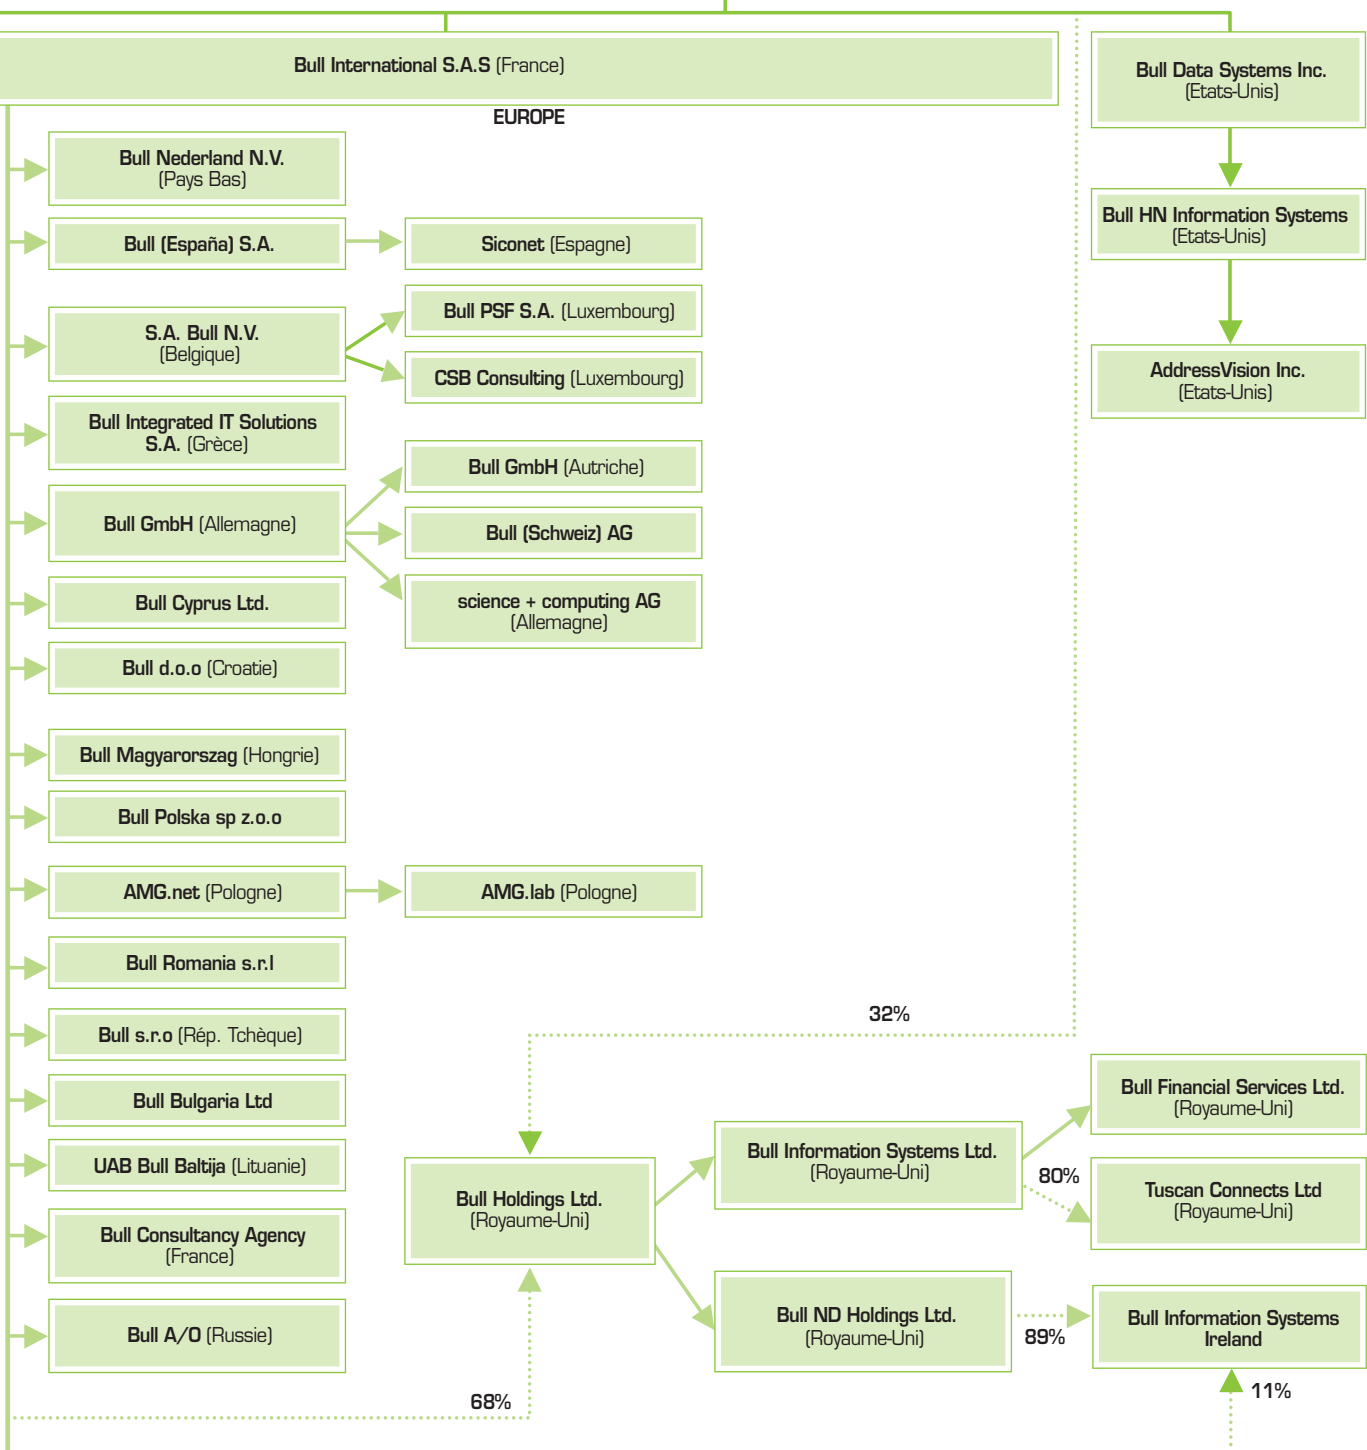 Bull International S.A.S (France)
Bull Data Systems Inc.
(Etats-Unis)
EUROPE
Bull Nederland N.V.
(Pays Bas)
Bull HN Information Systems
(Etats-Unis)
Bull (España) S.A.
Siconet (Espagne)
Bull PSF S.A. (Luxembourg)
S.A. Bull N.V.
(Belgique)
CSB Consulting (Luxembourg)
AddressVision Inc.
(Etats-Unis)
Bull Integrated IT Solutions
S.A. (Grèce)
Bull GmbH (Autriche)
Bull GmbH (Allemagne)
Bull (Schweiz) AG
science + computing AG
(Allemagne)
Bull Cyprus Ltd.
Bull d.o.o (Croatie)
Bull Magyarorszag (Hongrie)
Bull Polska sp z.o.o
AMG.net (Pologne)
AMG.lab (Pologne)
Bull Romania s.r.l
32%
Bull s.r.o (Rép. Tchèque)
Bull Bulgaria Ltd
UAB Bull Baltija (Lituanie)
Bull Consultancy Agency
(France)
Bull A/O (Russie)
Bull Holdings Ltd.
(Royaume-Uni)
Bull Information Systems Ltd.
(Royaume-Uni)
Bull Financial Services Ltd.
(Royaume-Uni)
80%
Tuscan Connects Ltd
(Royaume-Uni)
Bull ND Holdings Ltd.
(Royaume-Uni)
89%
Bull Information Systems
Ireland
68%
11%